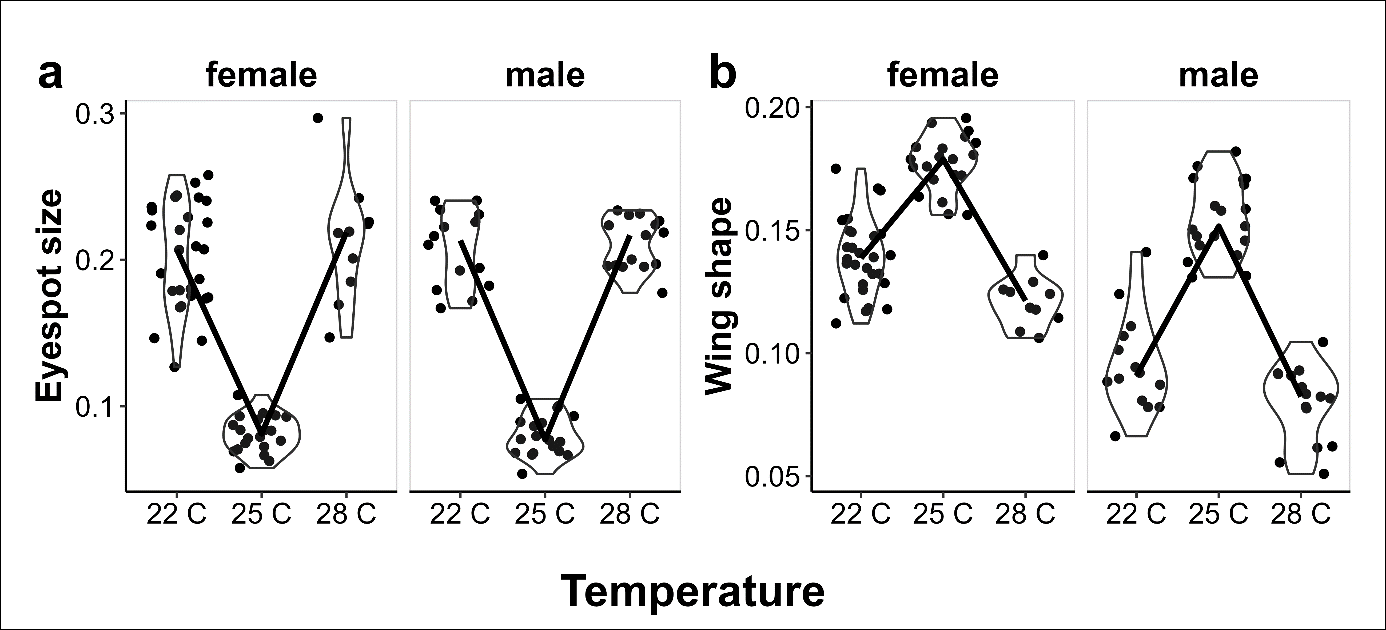 a
female
male
Eyespot size
0.3
0.2
0.1
22 C 25 C 28 C
22 C 25 C 28 C
b
female
male
Wing shape
0.20
0.15
0.10
0.05
22 C 25 C 28 C
22 C 25 C 28 C
Temperature